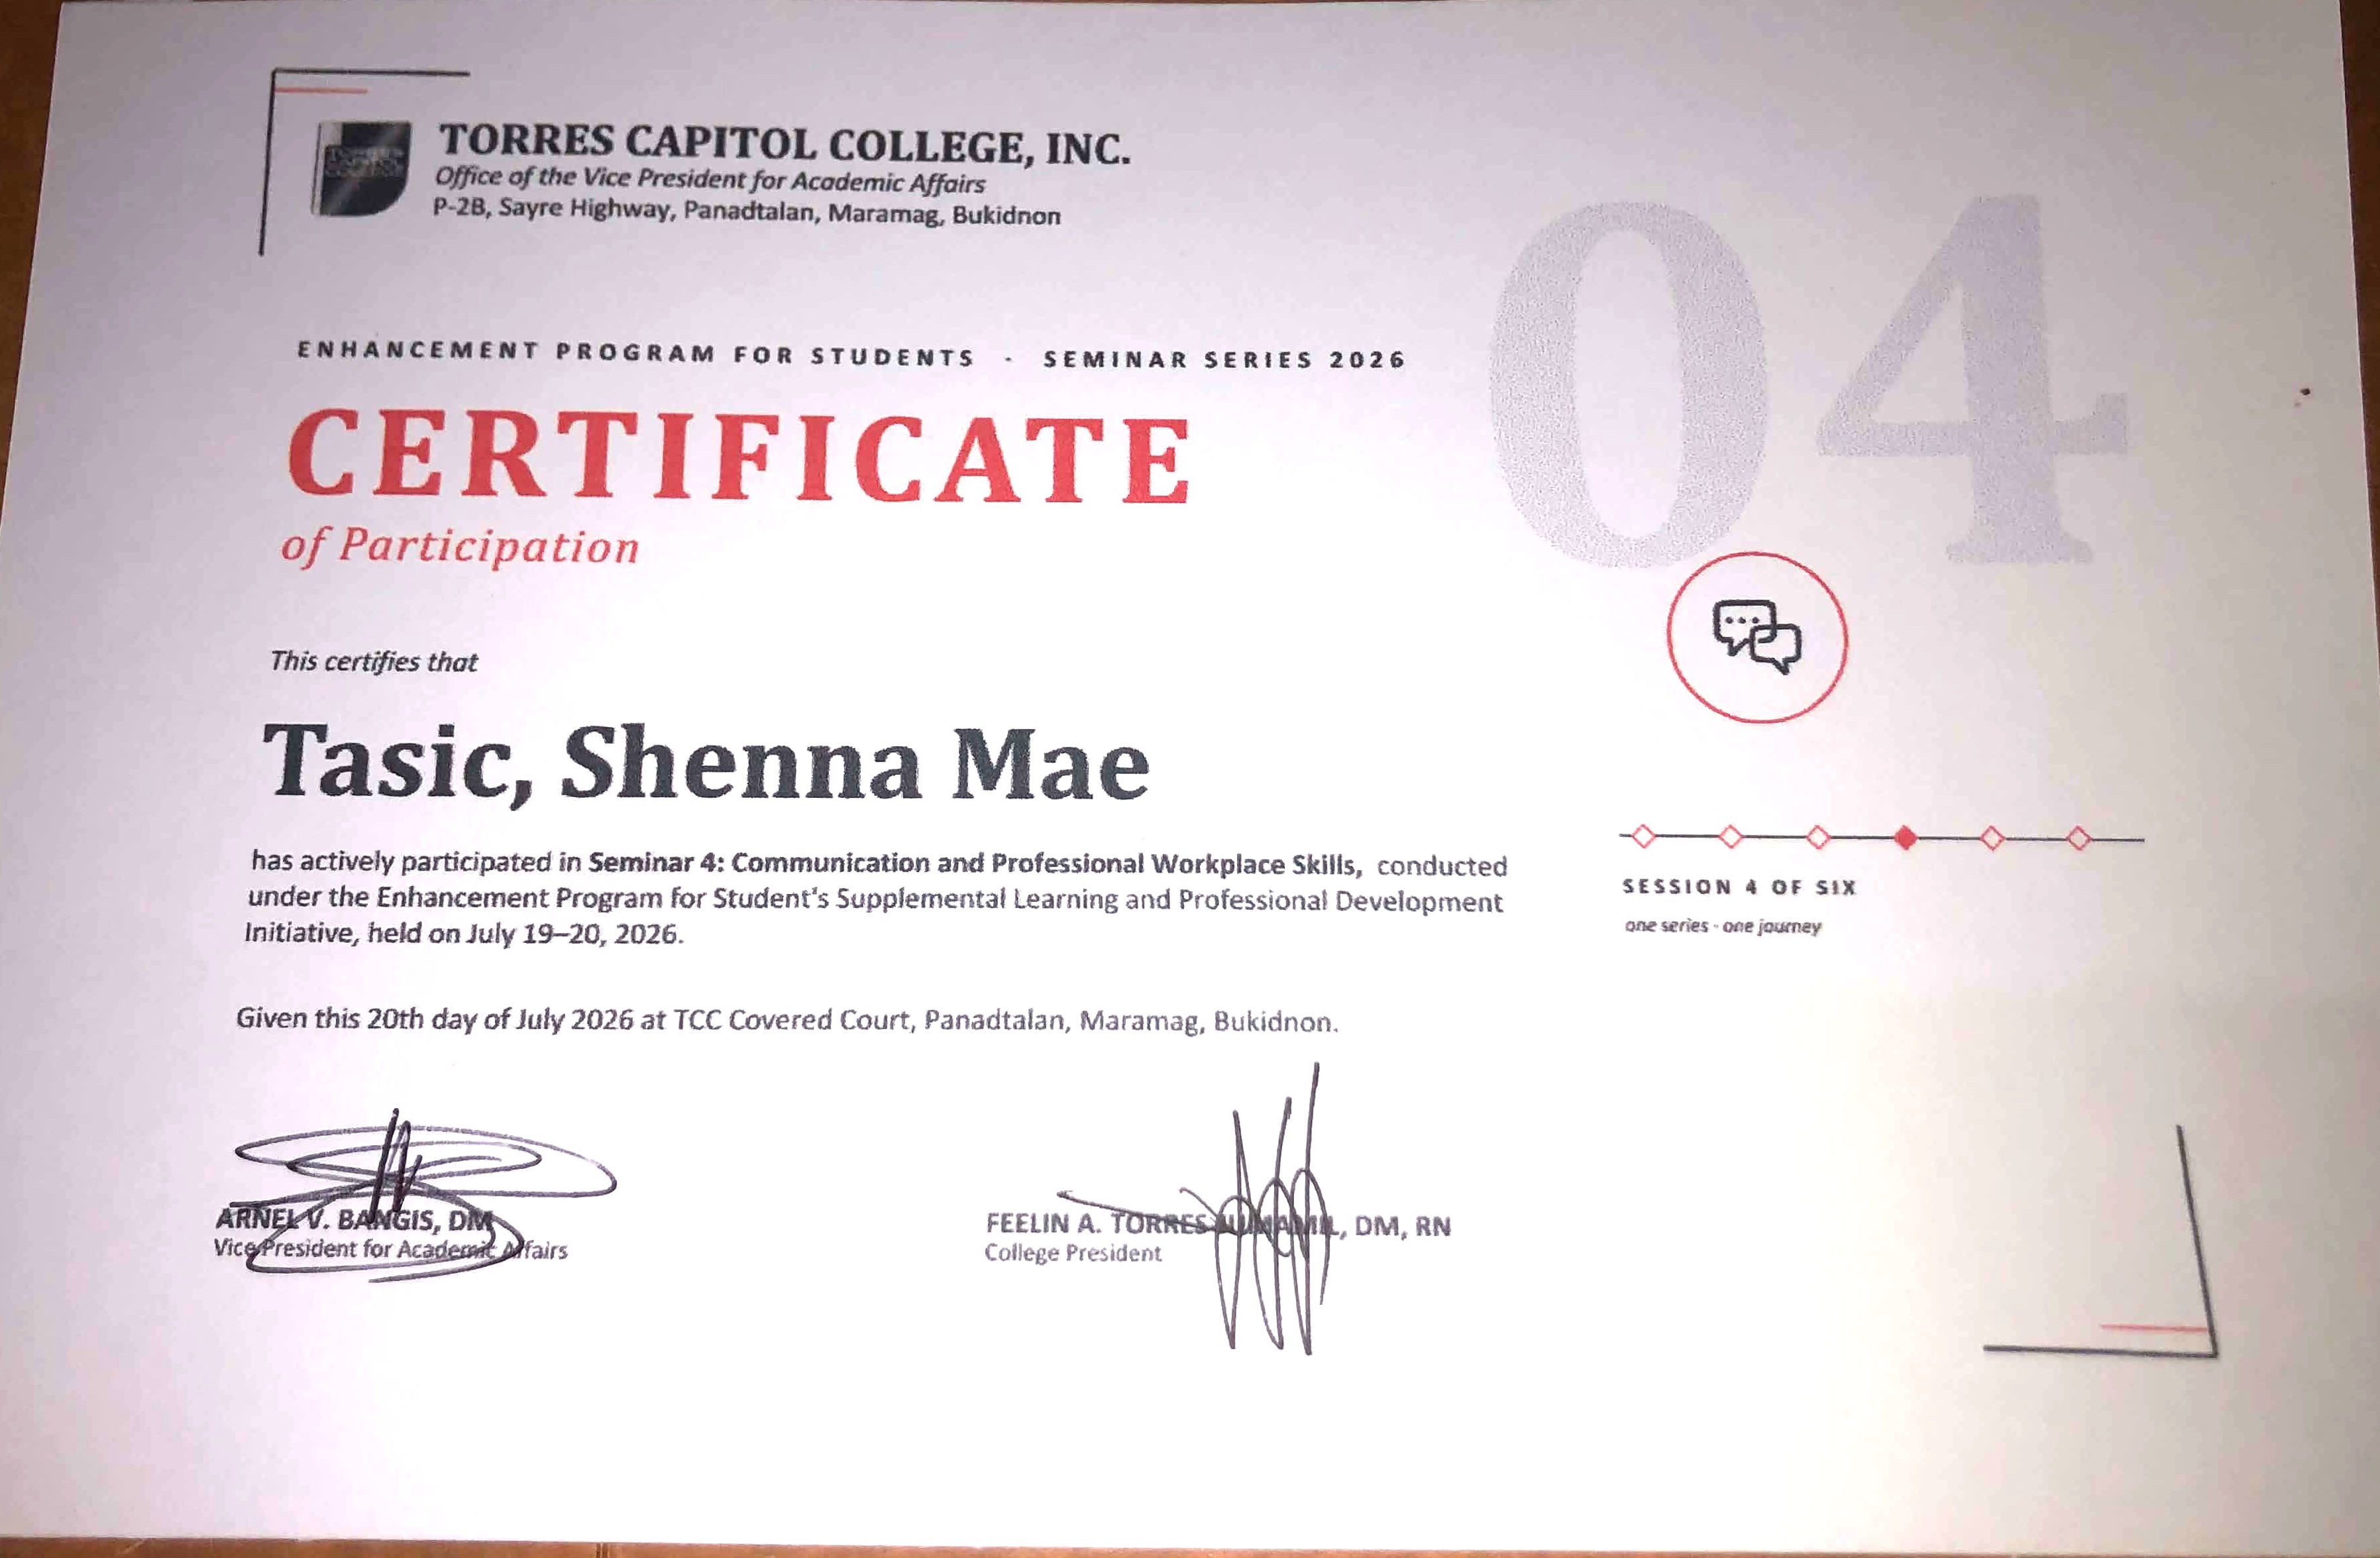 TORRES CAPITOL COLLEGE, INC.
Office of the Vice President for Academic Affairs
P-2B, Sayre Highway, Panadtalan, Maramag, Bukidnon
ENHANCEMENT PROGRAM FOR STUDENTS · SEMINAR SERIES 2026
04
CERTIFICATE
of Participation
This certifies that
Tasic, Shenna Mae
has actively participated in Seminar 4: Communication and Professional Workplace Skills, conducted
under the Enhancement Program for Student's Supplemental Learning and Professional Development
Initiative, held on July 19–20, 2026.
SESSION 4 OF SIX
one series · one journey
Given this 20th day of July 2026 at TCC Covered Court, Panadtalan, Maramag, Bukidnon.
ARNEL V. BANGIS, DM
Vice President for Academic Affairs
FEELIN A. TORRES , DM, RN
College President